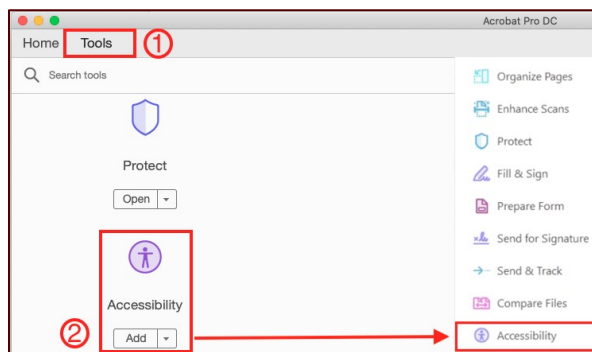 Acrobat Pro DC
Home Tools ①
Search tools
Protect
Open
Accessibility
② Add
Organize Pages
Enhance Scans
Protect
Fill & Sign
Prepare Form
Send for Signature
Send & Track
Compare Files
Accessibility